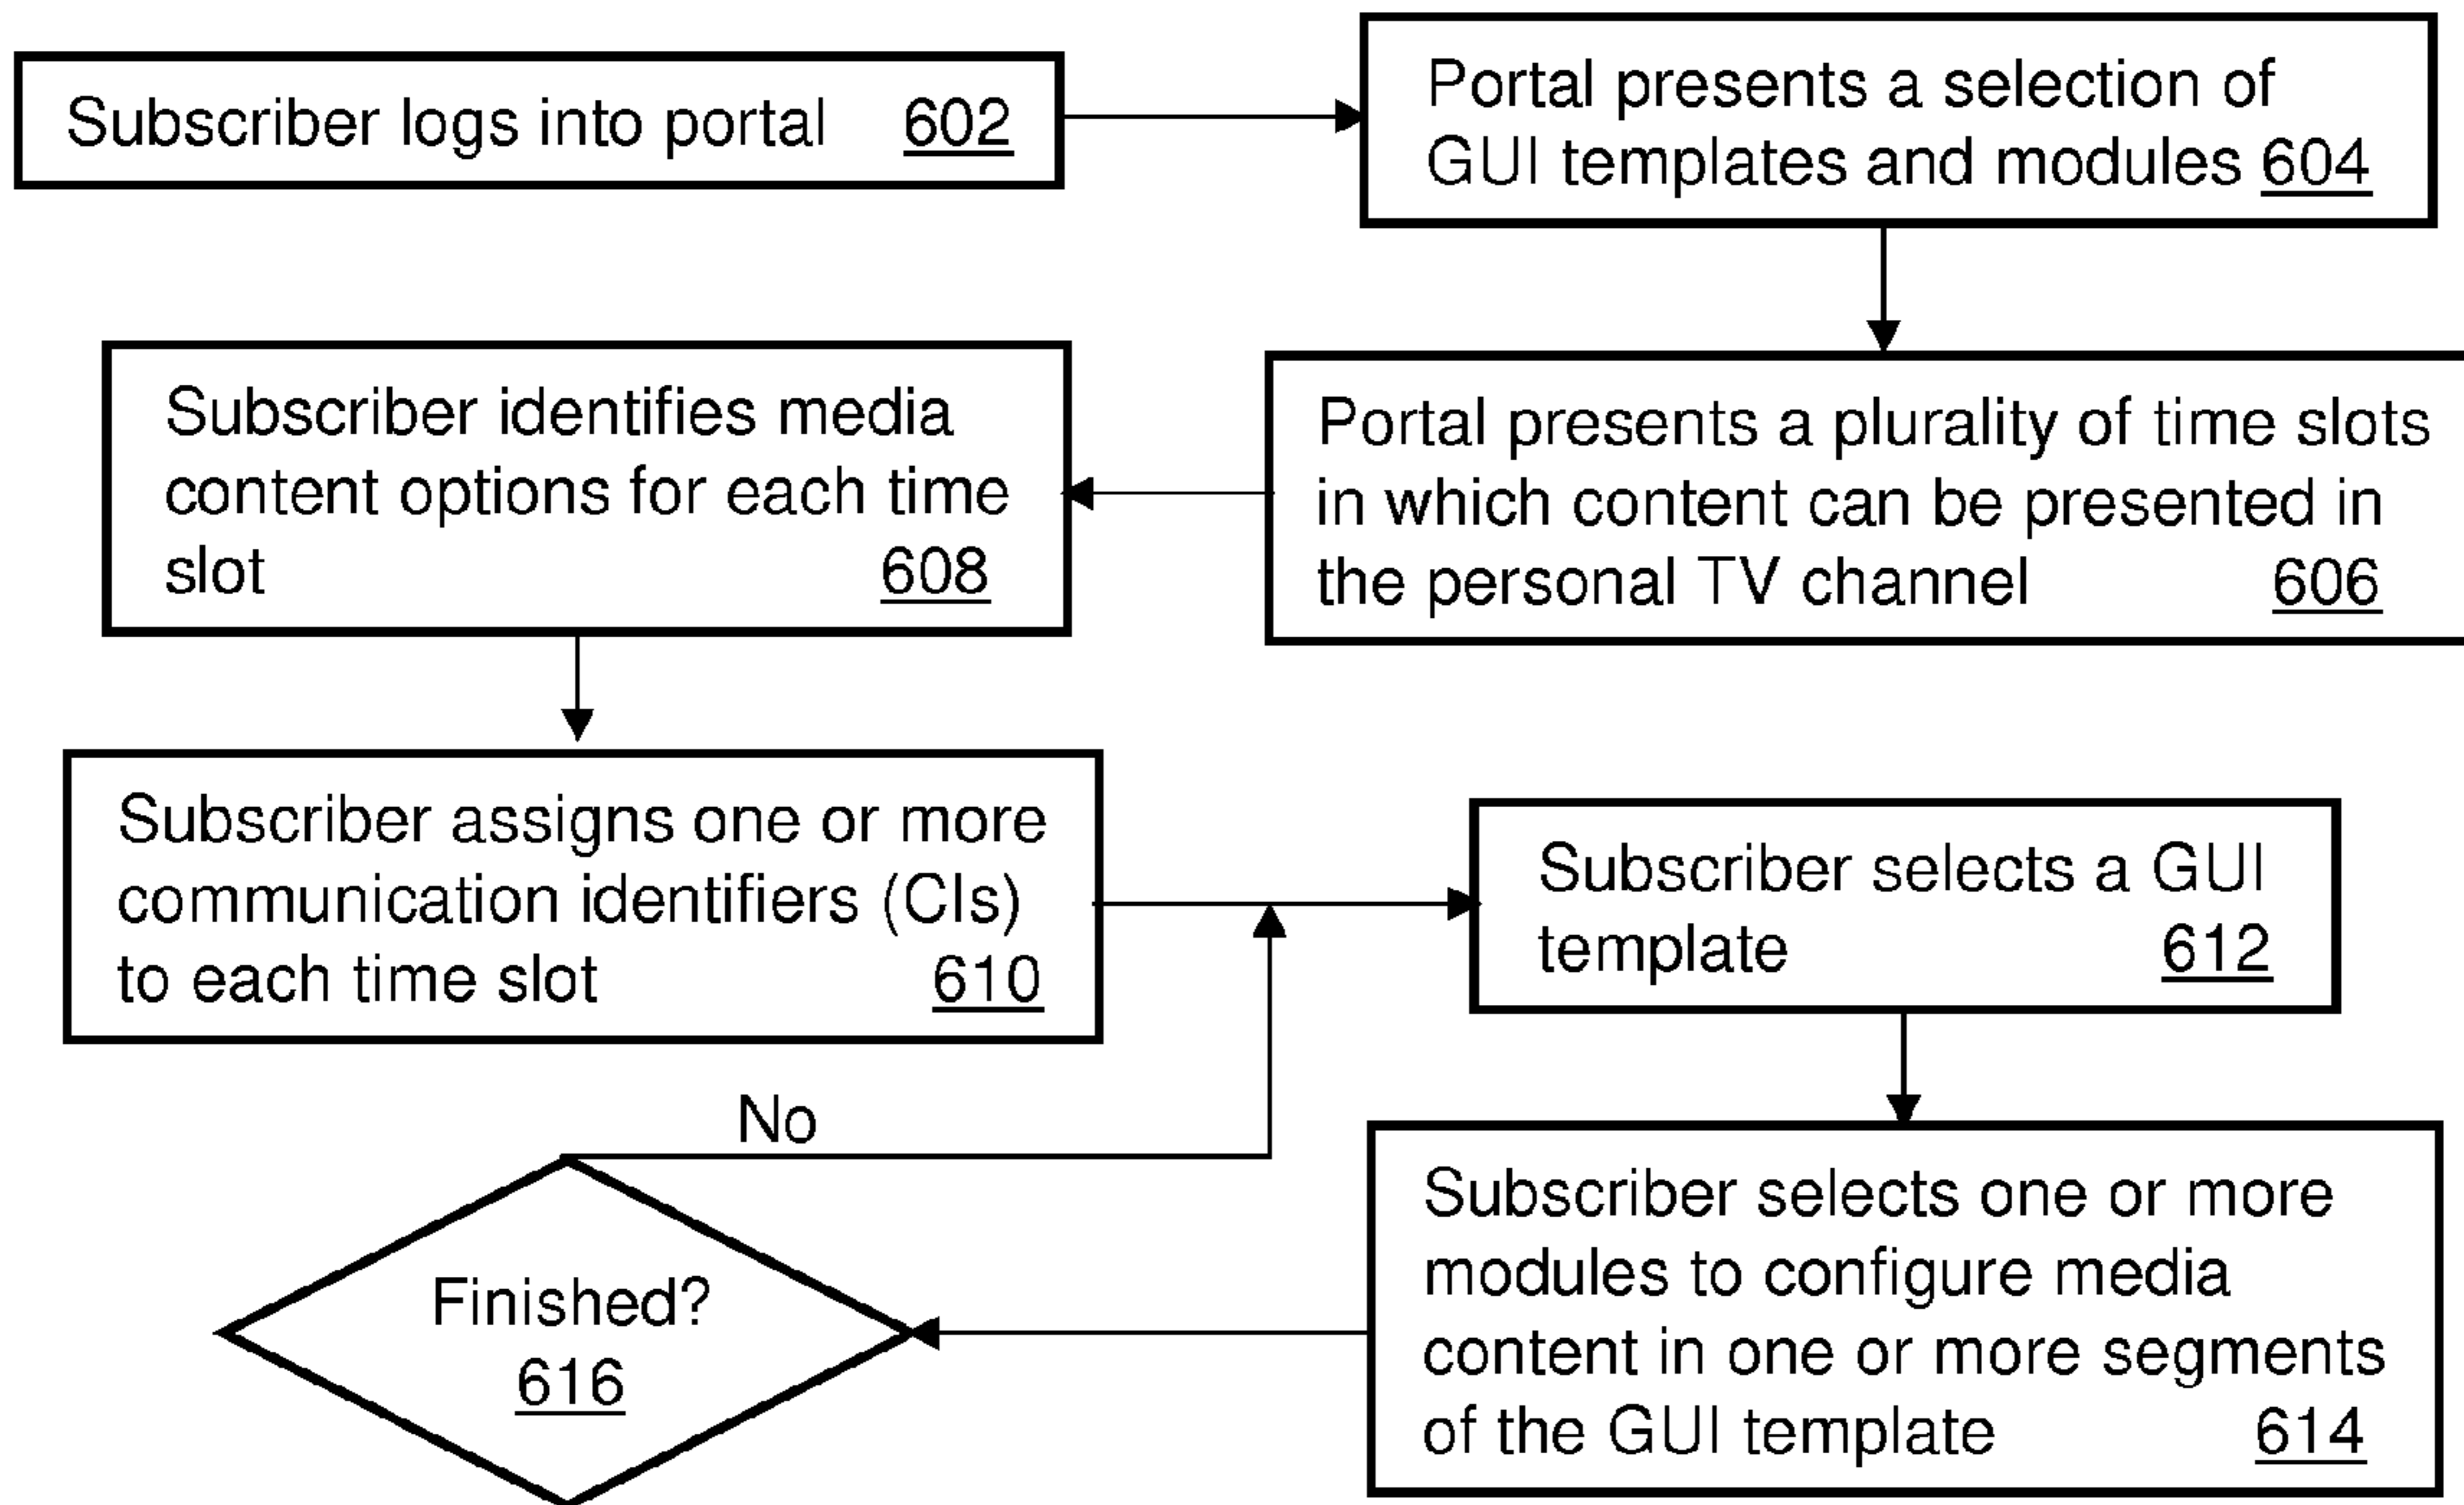 Subscriber logs into portal 602
Portal presents a selection of
GUI templates and modules 604
Portal presents a plurality of time slots
in which content can be presented in
the personal TV channel 606
Subscriber identifies media
content options for each time
slot 608
Subscriber assigns one or more
communication identifiers (CIs)
to each time slot 610
Subscriber selects a GUI
template 612
Subscriber selects one or more
modules to configure media
content in one or more segments
of the GUI template 614
Finished?
616
No